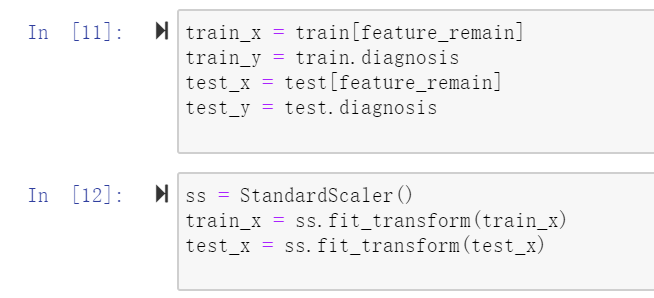 In [11]:
train_x = train[feature_remain]
train_y = train.diagnosis
test_x = test[feature_remain]
test_y = test.diagnosis
In [12]:
ss = StandardScaler()
train_x = ss.fit_transform(train_x)
test_x = ss.fit_transform(test_x)